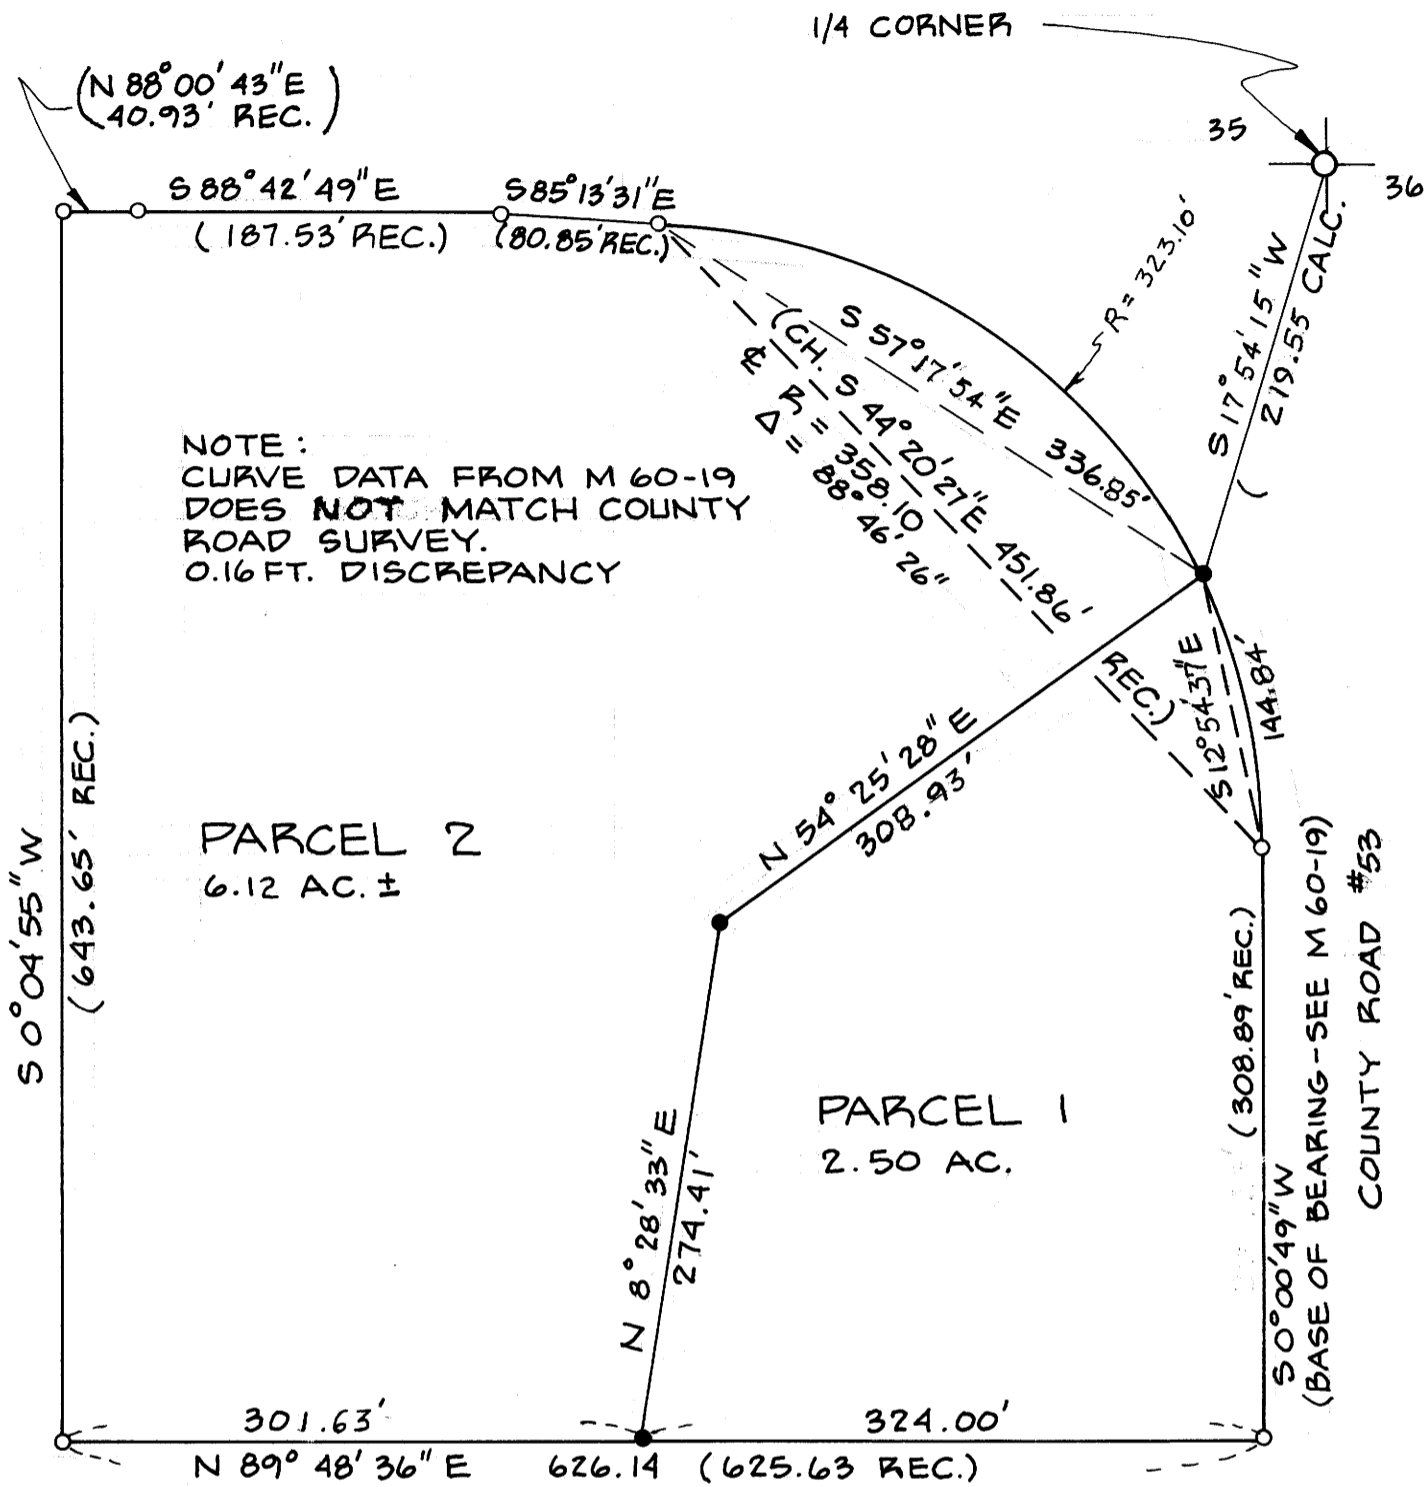 1/4 CORNER
(N 88°00'43"E
(40.93' REC.)
35
36
S 88°42'49"E
(187.53' REC.)
S85°13'31"E
(80.85' REC.)
R = 323.10'
S 17°54'15"W
( 219.55 CALC.
S 57°17'54"E 336.85'
(CH. S 44°20'27"E 451.86' REC.)
℄ R = 358.10
Δ = 88°46'26"
NOTE:
CURVE DATA FROM M 60-19
DOES NOT MATCH COUNTY
ROAD SURVEY.
0.16 FT. DISCREPANCY
S12°54'37"E
144.84'
N 54°25'28"E
308.93'
S 0°04'55"W
(643.65' REC.)
PARCEL 2
6.12 AC. ±
(308.89' REC.)
S 0°00'49"W
(BASE OF BEARING-SEE M 60-19)
COUNTY ROAD #53
PARCEL 1
2.50 AC.
N 8°28'33"E
274.41'
301.63'
324.00'
N 89°48'36"E 626.14 (625.63 REC.)